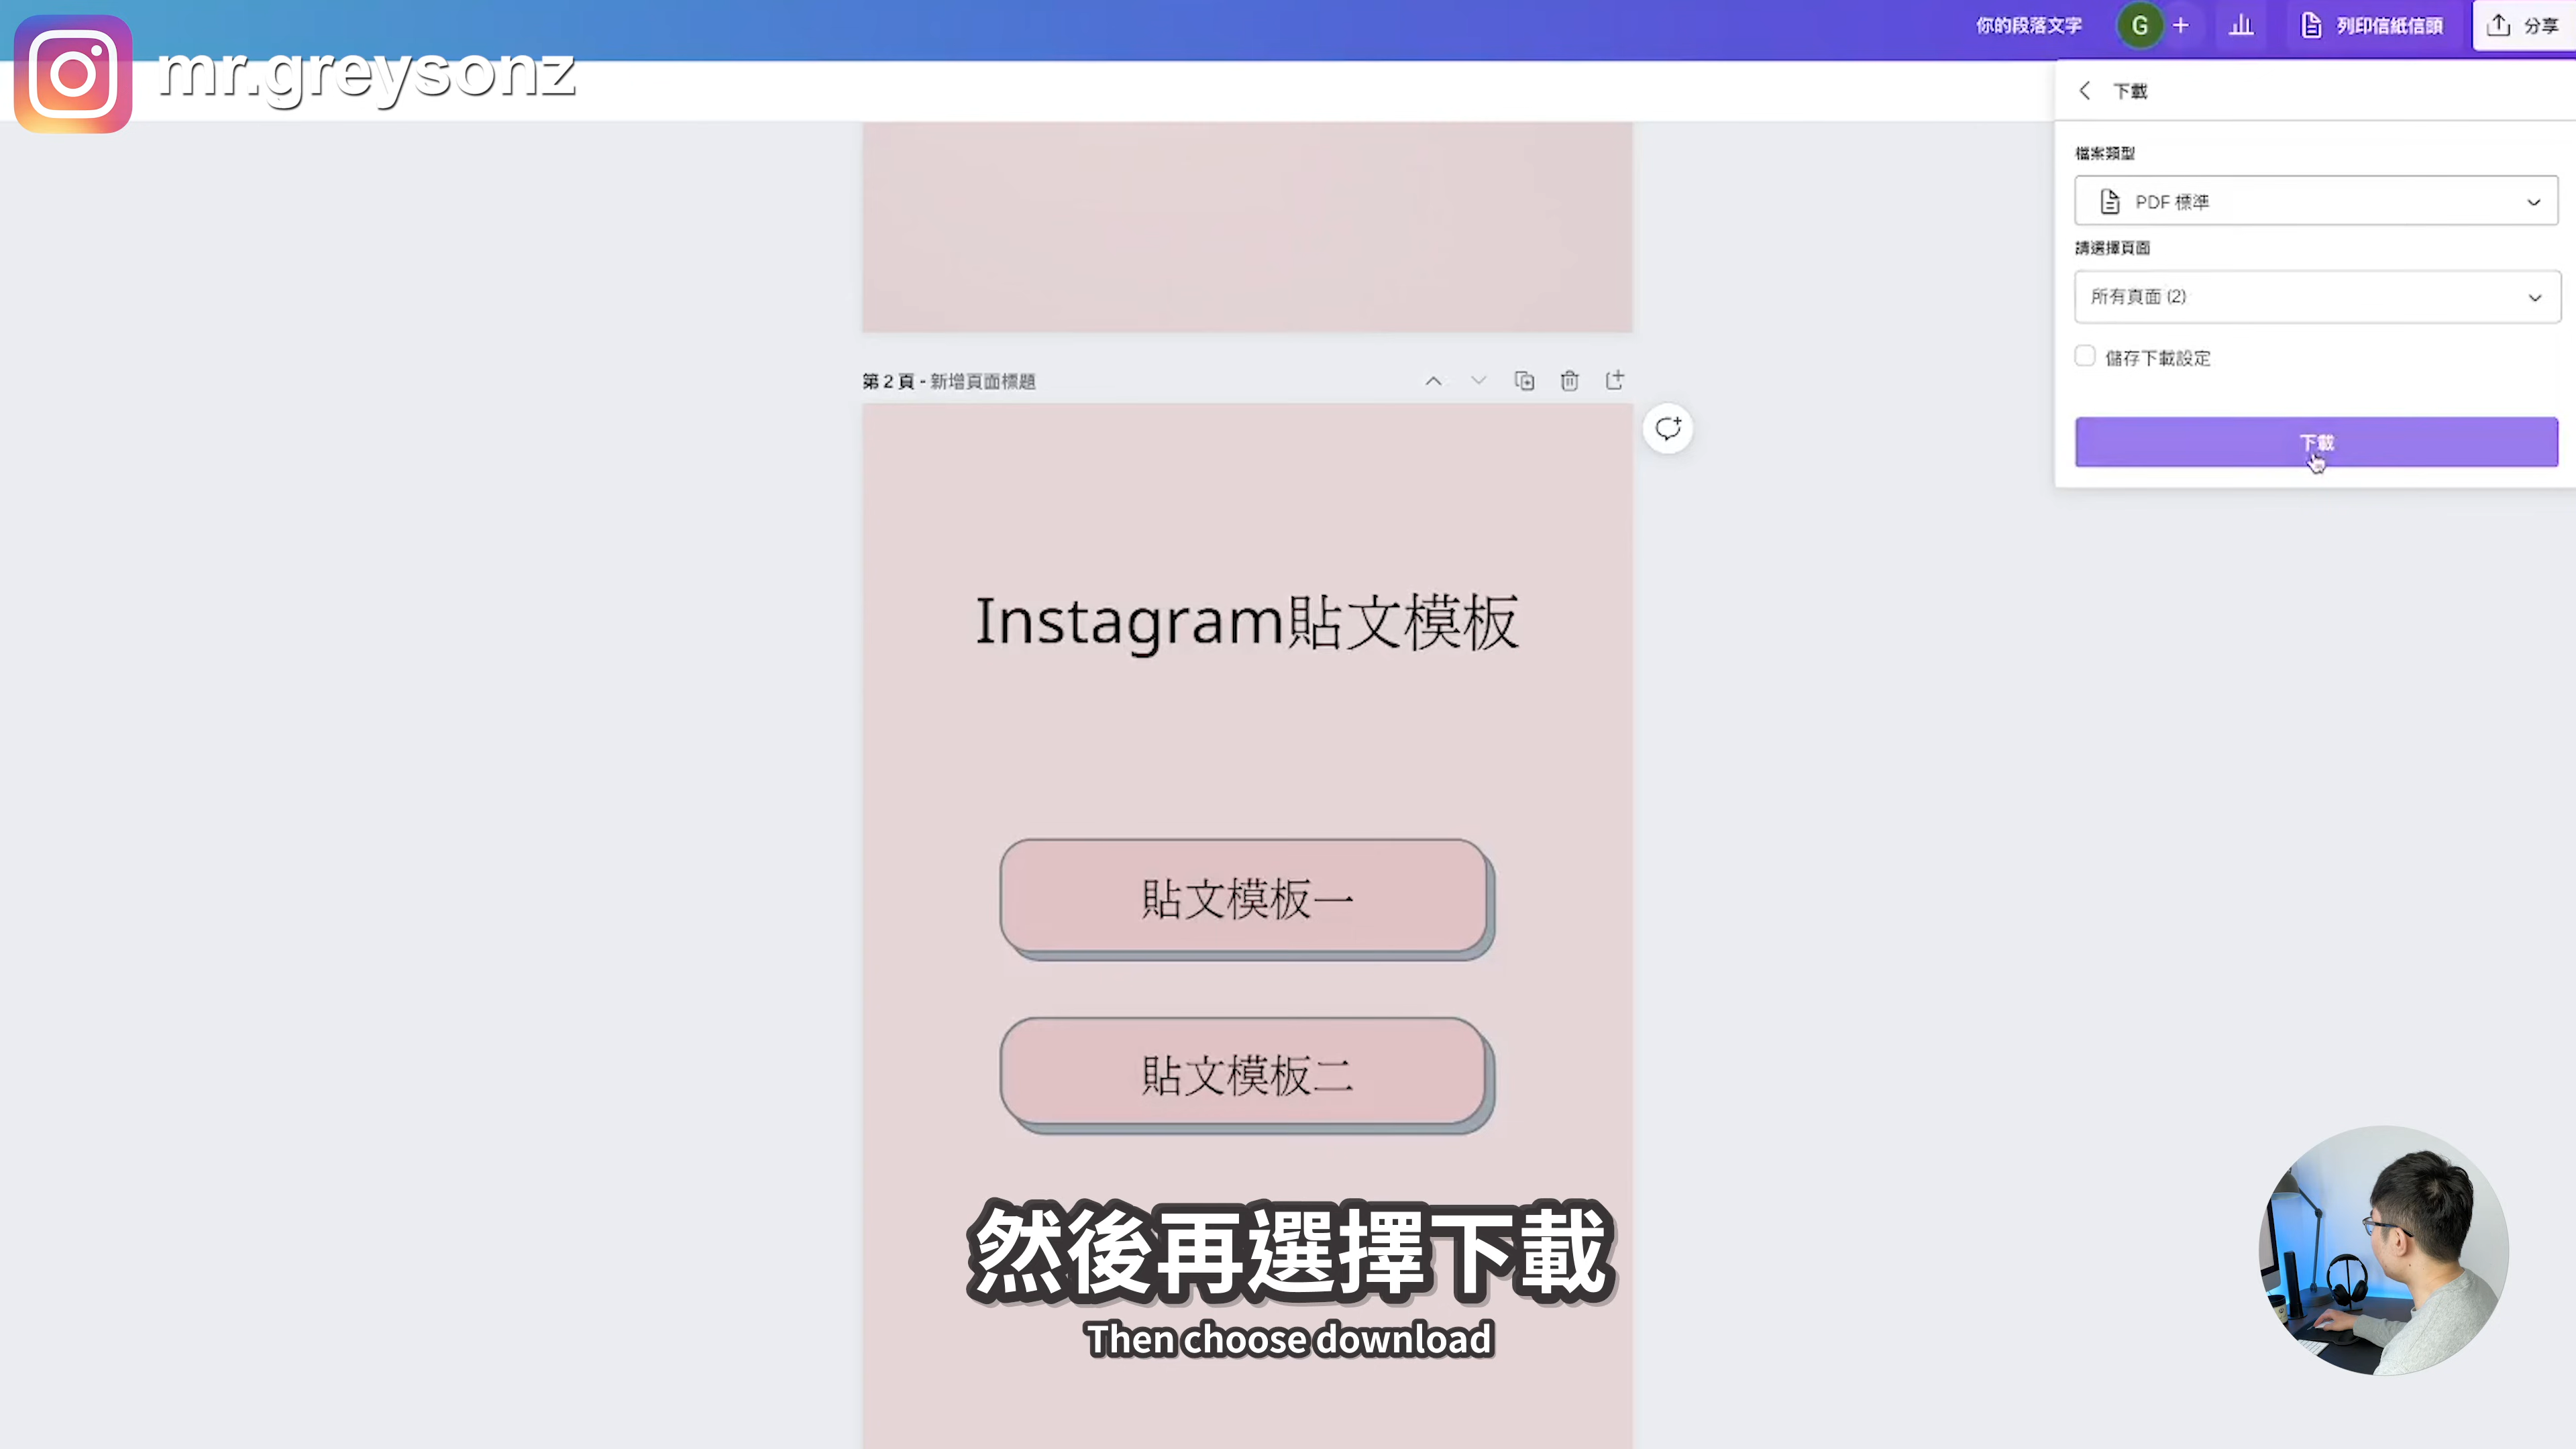 mr.greysonz
你的段落文字
G
列印信紙信頭
分享
下載
檔案類型
PDF 標準
請選擇頁面
所有頁面 (2)
儲存下載設定
下載
第 2 頁 - 新增頁面標題
Instagram貼文模板
貼文模板一
貼文模板二
然後再選擇下載
Then choose download